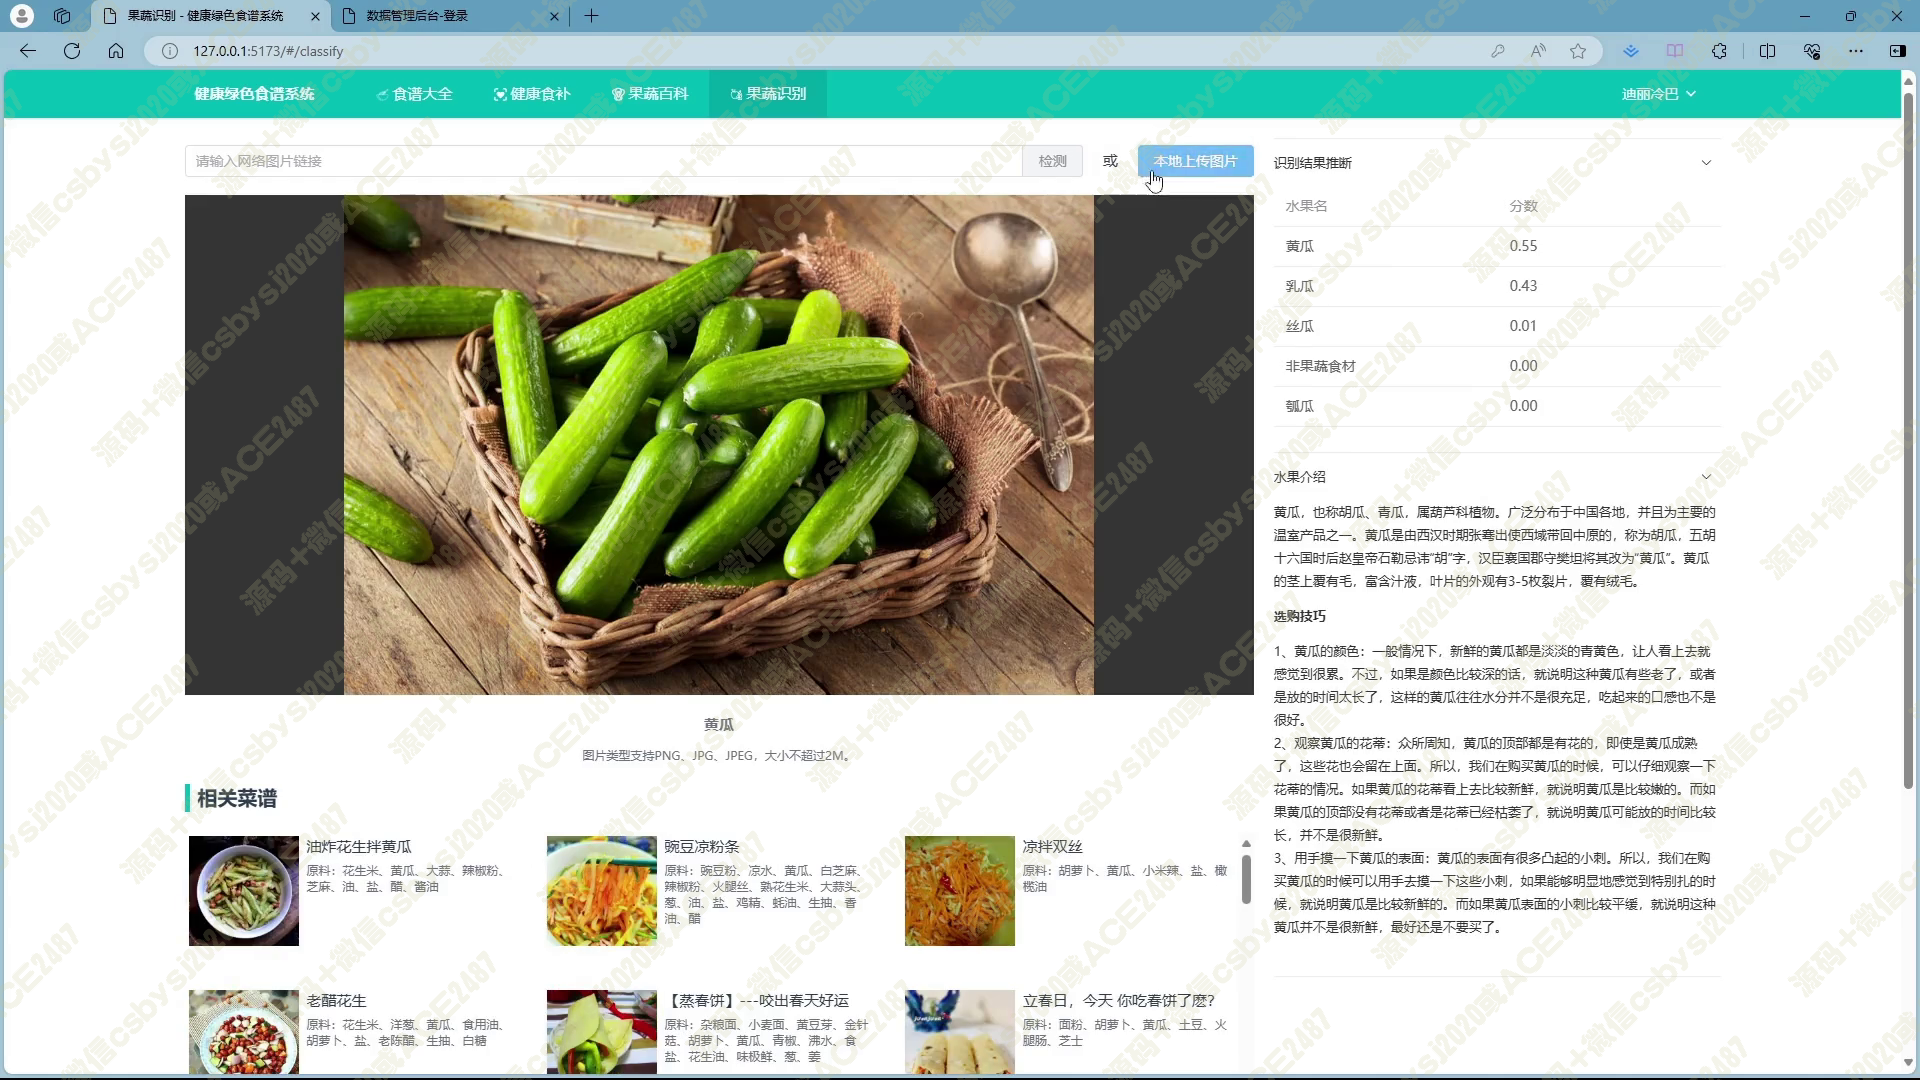 果蔬识别 - 健康绿色食谱系统
数据管理后台-登录
127.0.0.1:5173/#/classify
健康绿色食谱系统
食谱大全
健康食补
果蔬百科
果蔬识别
迪丽冷巴
请输入网络图片链接
检测
或
本地上传图片
黄瓜
图片类型支持PNG、JPG、JPEG，大小不超过2M。
识别结果推断
水果名 分数
黄瓜 0.55
乳瓜 0.43
丝瓜 0.01
非果蔬食材 0.00
瓠瓜 0.00
水果介绍
黄瓜，也称胡瓜、青瓜，属葫芦科植物。广泛分布于中国各地，并且为主要的
温室产品之一。黄瓜是由西汉时期张骞出使西域带回中原的，称为胡瓜，五胡
十六国时后赵皇帝石勒忌讳“胡”字，汉臣襄国郡守樊坦将其改为“黄瓜”。黄瓜
的茎上覆有毛，富含汁液，叶片的外观有3-5枚裂片，覆有绒毛。
选购技巧
1、黄瓜的颜色：一般情况下，新鲜的黄瓜都是淡淡的青黄色，让人看上去就
感觉到很累。不过，如果是颜色比较深的话，就说明这种黄瓜有些老了，或者
是放的时间太长了，这样的黄瓜往往水分并不是很充足，吃起来的口感也不是
很好。
2、观察黄瓜的花蒂：众所周知，黄瓜的顶部都是有花的，即使是黄瓜成熟
了，这些花也会留在上面。所以，我们在购买黄瓜的时候，可以仔细观察一下
花蒂的情况。如果黄瓜的花蒂看上去比较新鲜，就说明黄瓜是比较嫩的。而如
果黄瓜的顶部没有花蒂或者是花蒂已经枯萎了，就说明黄瓜可能放的时间比较
长，并不是很新鲜。
3、用手摸一下黄瓜的表面：黄瓜的表面有很多凸起的小刺。所以，我们在购
买黄瓜的时候可以用手去摸一下这些小刺，如果能够明显地感觉到特别扎的时
候，就说明黄瓜是比较新鲜的。而如果黄瓜表面的小刺比较平缓，就说明这种
黄瓜并不是很新鲜，最好还是不要买了。
相关菜谱
油炸花生拌黄瓜
原料：花生米、黄瓜、大蒜、辣椒粉、
芝麻、油、盐、醋、酱油
豌豆凉粉条
原料：豌豆粉、凉水、黄瓜、白芝麻、
辣椒粉、火腿丝、熟花生米、大蒜头、
葱、油、盐、鸡精、蚝油、生抽、香
油、醋
凉拌双丝
原料：胡萝卜、黄瓜、小米辣、盐、橄
榄油
老醋花生
原料：花生米、洋葱、黄瓜、食用油、
胡萝卜、盐、老陈醋、生抽、白糖
【蒸春饼】---咬出春天好运
原料：杂粮面、小麦面、黄豆芽、金针
菇、胡萝卜、黄瓜、青椒、沸水、食
盐、花生油、味极鲜、葱、姜
立春日，今天 你吃春饼了麽？
原料：面粉、胡萝卜、黄瓜、土豆、火
腿肠、芝士
源码+微信csbysj2020或ACE2487